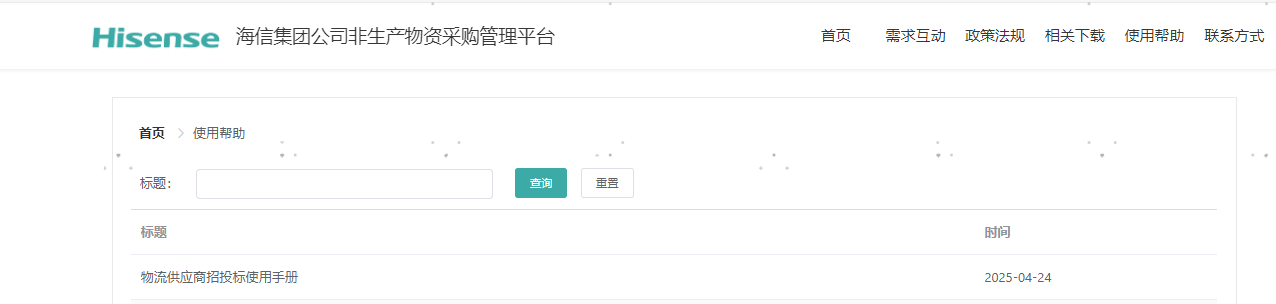 Hisense 海信集团公司非生产物资采购管理平台 首页 需求互动 政策法规 相关下载 使用帮助 联系方式
首页 > 使用帮助
标题： 查询 重置
标题 时间
物流供应商招投标使用手册 2025-04-24